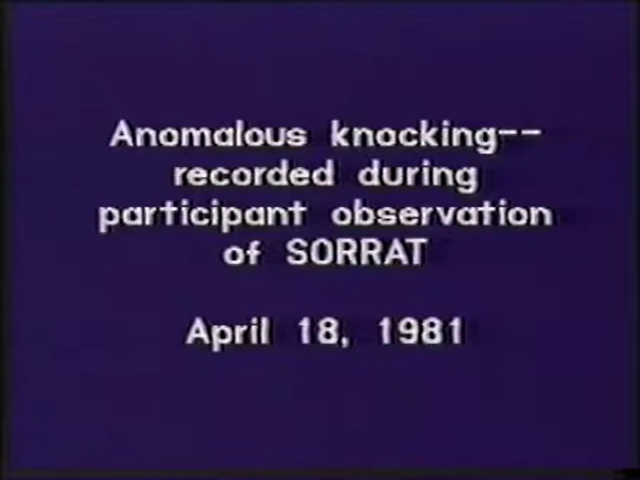 Anomalous knocking--
recorded during
participant observation
of SORRAT
April 18, 1981